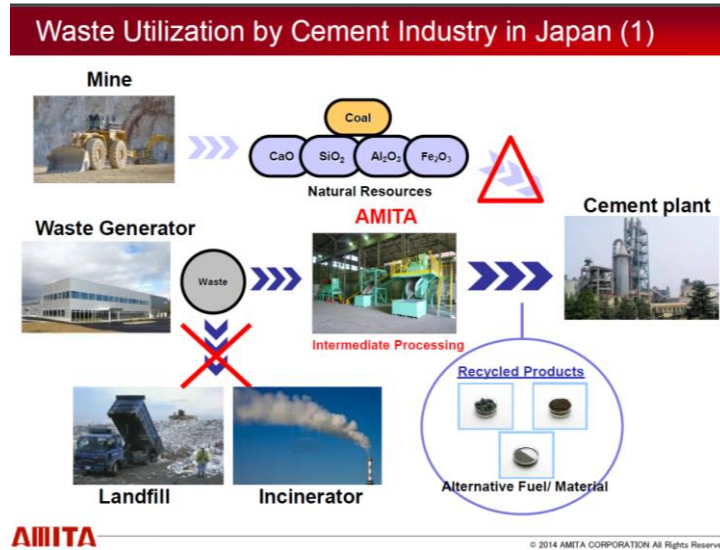 Waste Utilization by Cement Industry in Japan (1)
Mine
Coal
CaO
SiO₂
Al₂O₃
Fe₂O₃
Natural Resources
Cement plant
Waste Generator
AMITA
Waste
Intermediate Processing
Recycled Products
Alternative Fuel/ Material
Landfill
Incinerator
AMITA
© 2014 AMITA CORPORATION All Rights Reserve